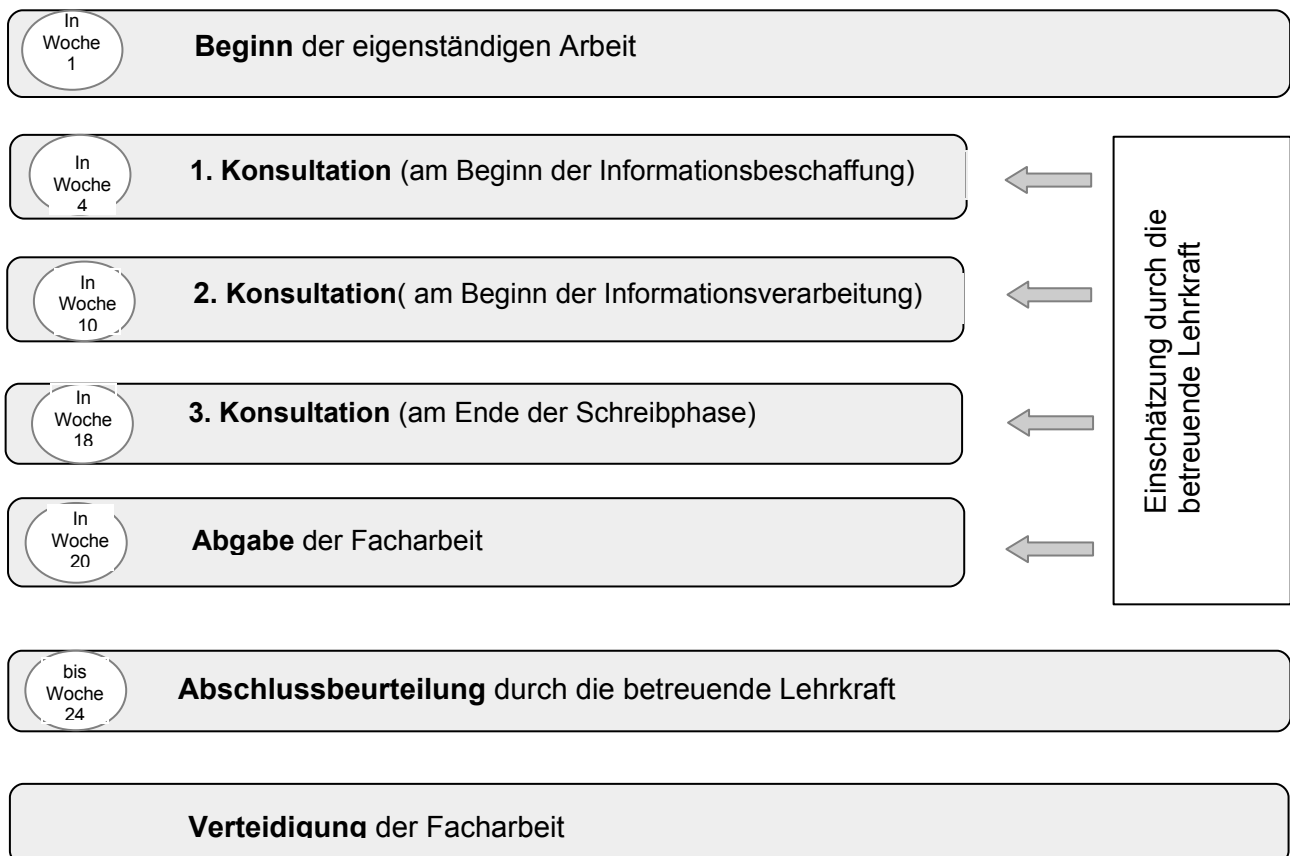 In
Woche
1
Beginn der eigenständigen Arbeit
In
Woche
4
1. Konsultation (am Beginn der Informationsbeschaffung)
In
Woche
10
2. Konsultation( am Beginn der Informationsverarbeitung)
In
Woche
18
3. Konsultation (am Ende der Schreibphase)
In
Woche
20
Abgabe der Facharbeit
Einschätzung durch die
betreuende Lehrkraft
bis
Woche
24
Abschlussbeurteilung durch die betreuende Lehrkraft
Verteidigung der Facharbeit